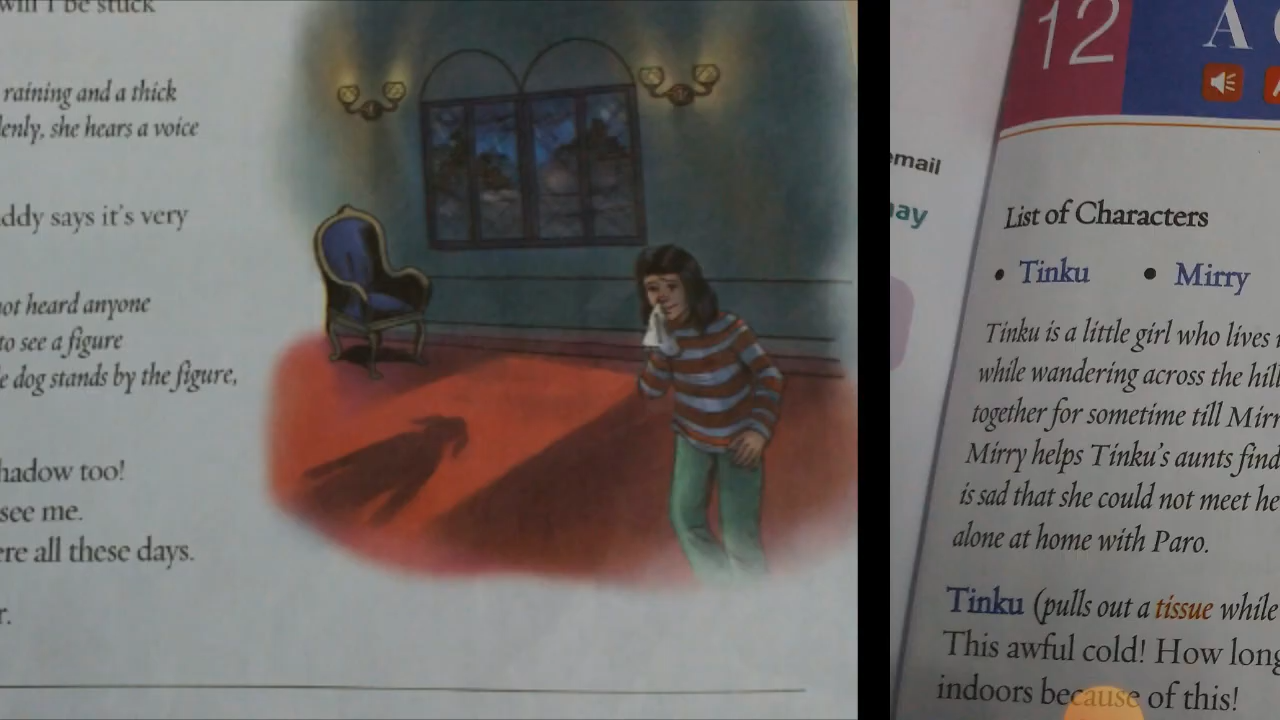 will I be stuck
raining and a thick
denly, she hears a voice
addy says it's very
not heard anyone
to see a figure
e dog stands by the figure,
hadow too!
see me.
ere all these days.
r.
12 A
email
ay
List of Characters
• Tinku • Mirry
Tinku is a little girl who lives
while wandering across the hill
together for sometime till Mirr
Mirry helps Tinku's aunts find
is sad that she could not meet he
alone at home with Paro.
Tinku (pulls out a tissue while
This awful cold! How long
indoors because of this!